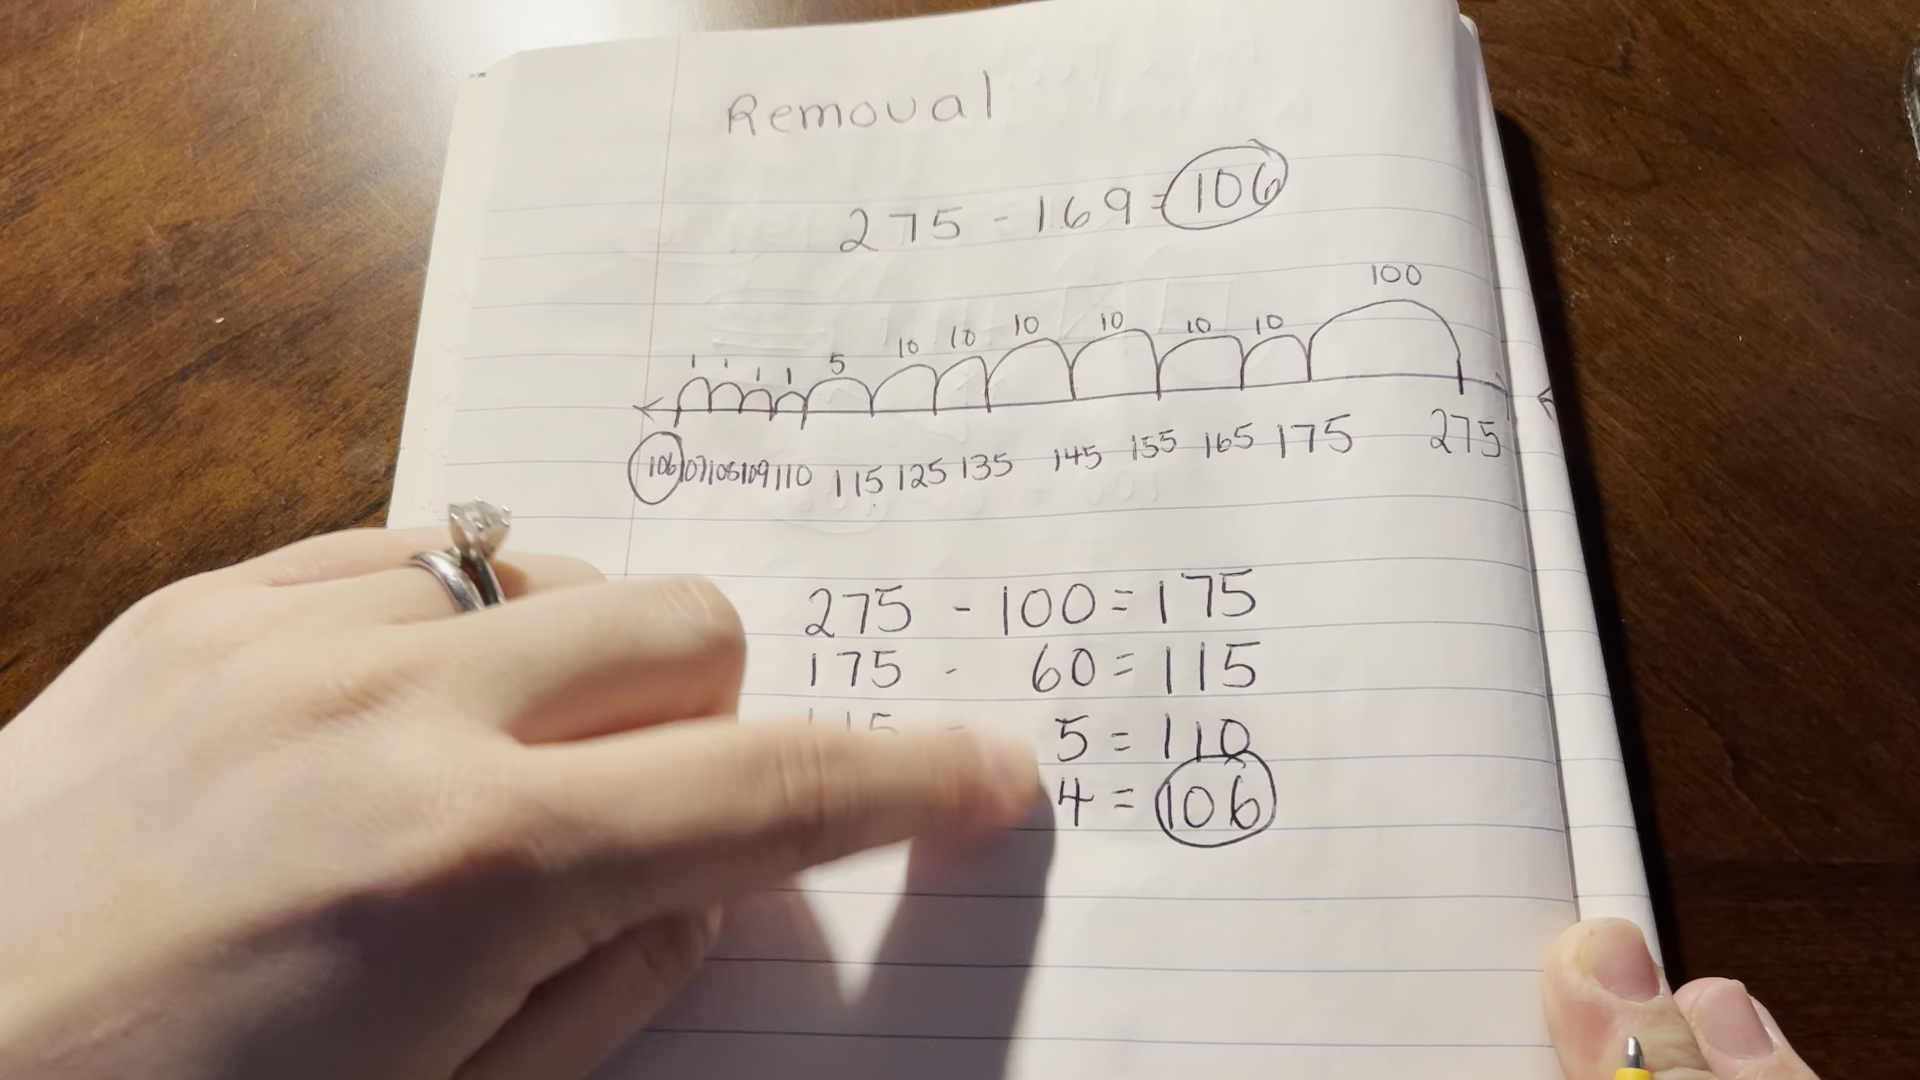 Removal
275 - 169 = 106
100
1 1 1 1 5 10 10 10 10 10 10
106 107 108 109 110 115 125 135 145 155 165 175 275
275 - 100 = 175
175 - 60 = 115
115 - 5 = 110
4 = 106